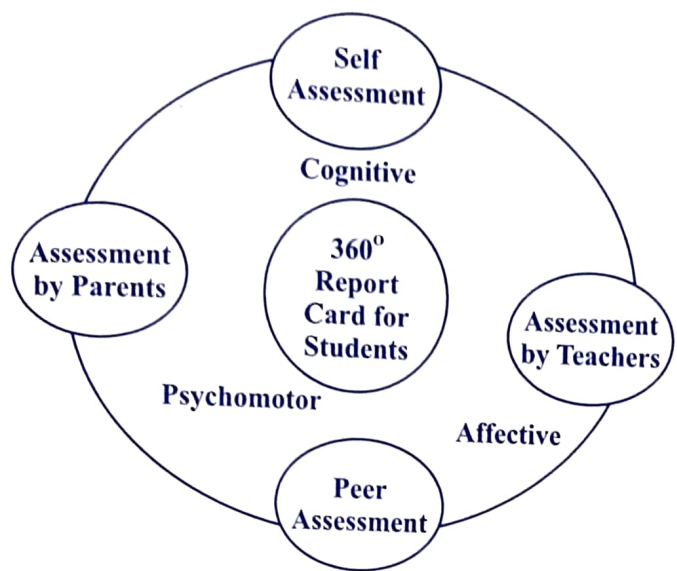 Self
Assessment
Cognitive
Assessment
by Parents
360°
Report
Card for
Students
Assessment
by Teachers
Psychomotor
Affective
Peer
Assessment